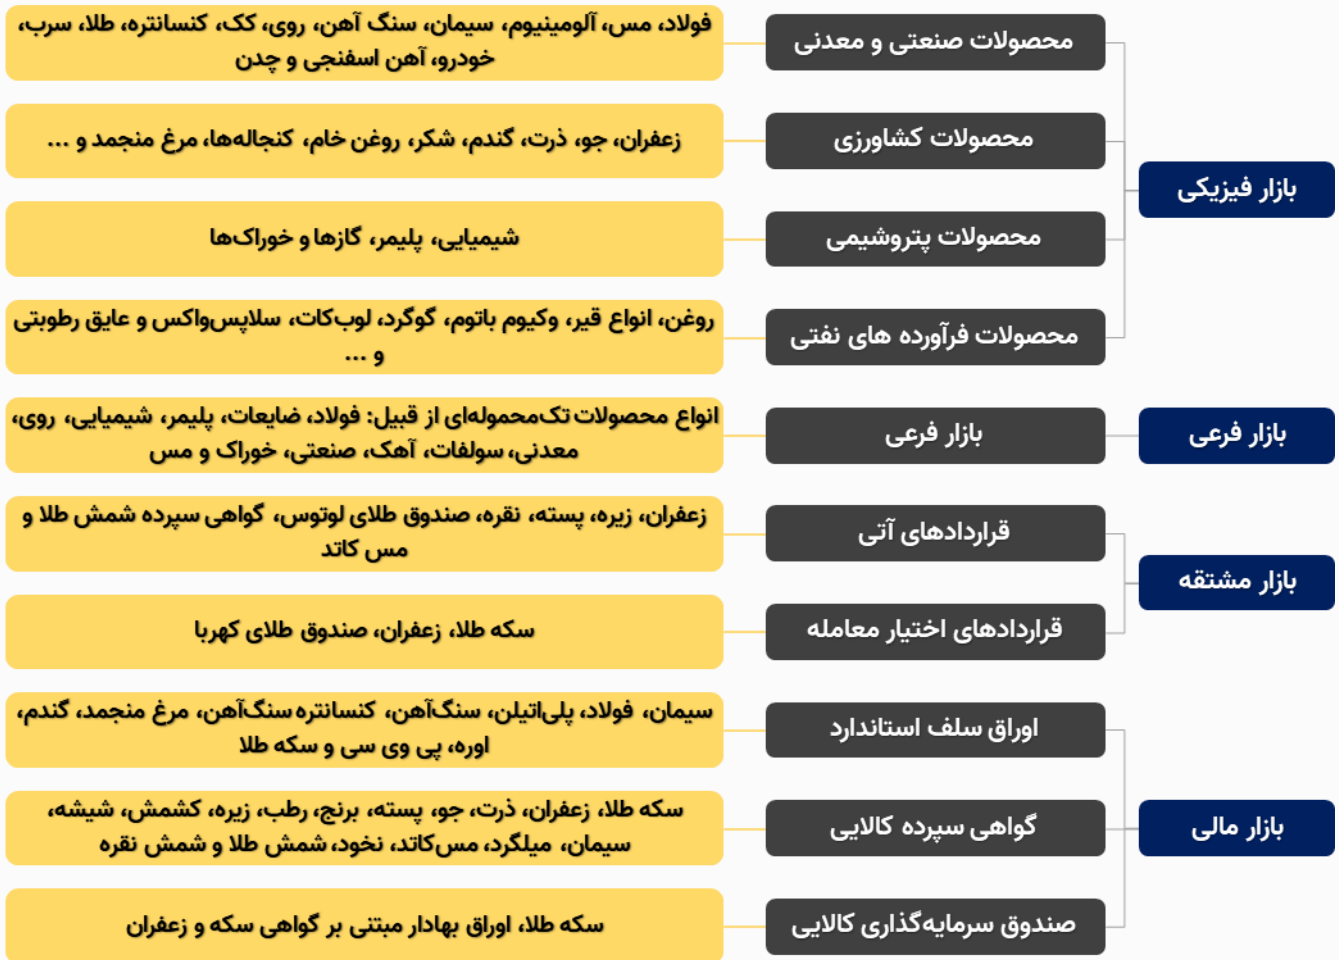 بازار فیزیکی
محصولات صنعتی و معدنی
فولاد، مس، آلومینیوم، سیمان، سنگ آهن، روی، کک، کنسانتره، طلا، سرب،
خودرو، آهن اسفنجی و چدن
محصولات کشاورزی
زعفران، جو، ذرت، گندم، شکر، روغن خام، کنجاله‌ها، مرغ منجمد و ...
محصولات پتروشیمی
شیمیایی، پلیمر، گازها و خوراک‌ها
محصولات فرآورده های نفتی
روغن، انواع قیر، وکیوم باتوم، گوگرد، لوب‌کات، سلاپس‌واکس و عایق رطوبتی
و ...
بازار فرعی
بازار فرعی
انواع محصولات تک‌محموله‌ای از قبیل: فولاد، ضایعات، پلیمر، شیمیایی، روی،
معدنی، سولفات، آهک، صنعتی، خوراک و مس
بازار مشتقه
قراردادهای آتی
زعفران، زیره، پسته، نقره، صندوق طلای لوتوس، گواهی سپرده شمش طلا و
مس کاتد
قراردادهای اختیار معامله
سکه طلا، زعفران، صندوق طلای کهربا
بازار مالی
اوراق سلف استاندارد
سیمان، فولاد، پلی‌اتیلن، سنگ‌آهن، کنسانتره سنگ‌آهن، مرغ منجمد، گندم،
اوره، پی وی سی و سکه طلا
گواهی سپرده کالایی
سکه طلا، زعفران، ذرت، جو، پسته، برنج، رطب، زیره، کشمش، شیشه،
سیمان، میلگرد، مس‌کاتد، نخود، شمش طلا و شمش نقره
صندوق سرمایه‌گذاری کالایی
سکه طلا، اوراق بهادار مبتنی بر گواهی سکه و زعفران